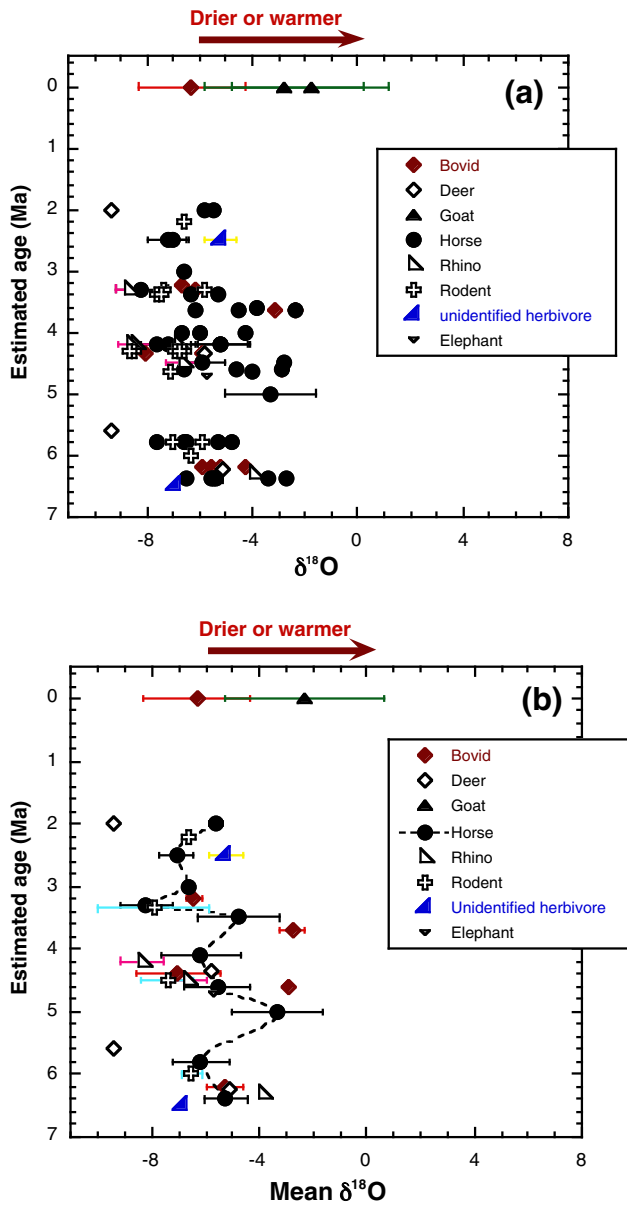 Drier or warmer
(a)
0
1
2
3
4
5
6
7
Estimated age (Ma)
Bovid
Deer
Goat
Horse
Rhino
Rodent
unidentified herbivore
Elephant
-8 -4 0 4 8
δ¹⁸O
Drier or warmer
(b)
0
1
2
3
4
5
6
7
Estimated age (Ma)
Bovid
Deer
Goat
Horse
Rhino
Rodent
Unidentified herbivore
Elephant
-8 -4 0 4 8
Mean δ¹⁸O